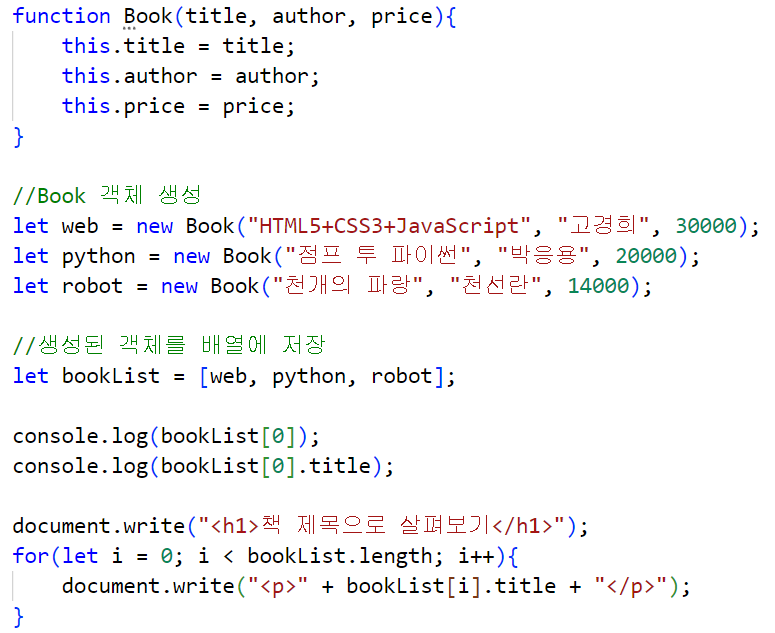 function Book(title, author, price){
    this.title = title;
    this.author = author;
    this.price = price;
}
//Book 객체 생성
let web = new Book("HTML5+CSS3+JavaScript", "고경희", 30000);
let python = new Book("점프 투 파이썬", "박응용", 20000);
let robot = new Book("천개의 파랑", "천선란", 14000);
//생성된 객체를 배열에 저장
let bookList = [web, python, robot];
console.log(bookList[0]);
console.log(bookList[0].title);
document.write("<h1>책 제목으로 살펴보기</h1>");
for(let i = 0; i < bookList.length; i++){
    document.write("<p>" + bookList[i].title + "</p>");
}